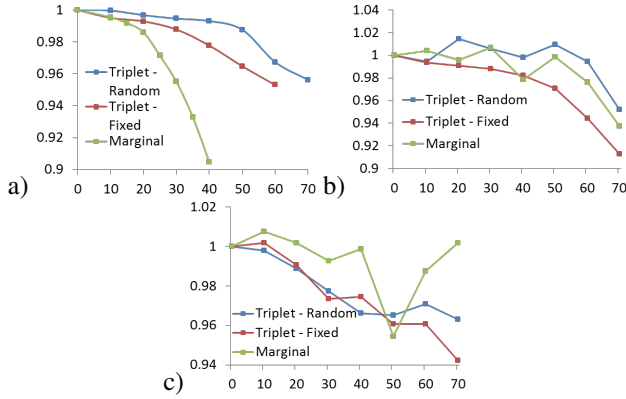 1
0.98
0.96
0.94
0.92
0.9
Triplet -
Random
Triplet -
Fixed
Marginal
0 10 20 30 40 50 60 70
a)
1.04
1.02
1
0.98
0.96
0.94
0.92
0.9
Triplet - Random
Triplet - Fixed
Marginal
0 10 20 30 40 50 60 70
b)
1.02
1
0.98
0.96
0.94
Triplet - Random
Triplet - Fixed
Marginal
0 10 20 30 40 50 60 70
c)